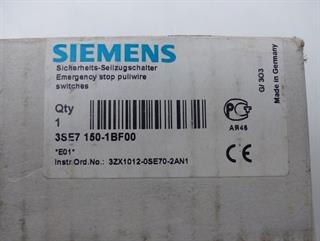 SIEMENS
Sicherheits-Seilzugschalter
Emergency stop pullwire
switches
Qty
1
3SE7 150-1BF00
*E01*
Instr.Ord.No.: 3ZX1012-0SE70-2AN1
AR46
CE
G/ 303
Made in Germany